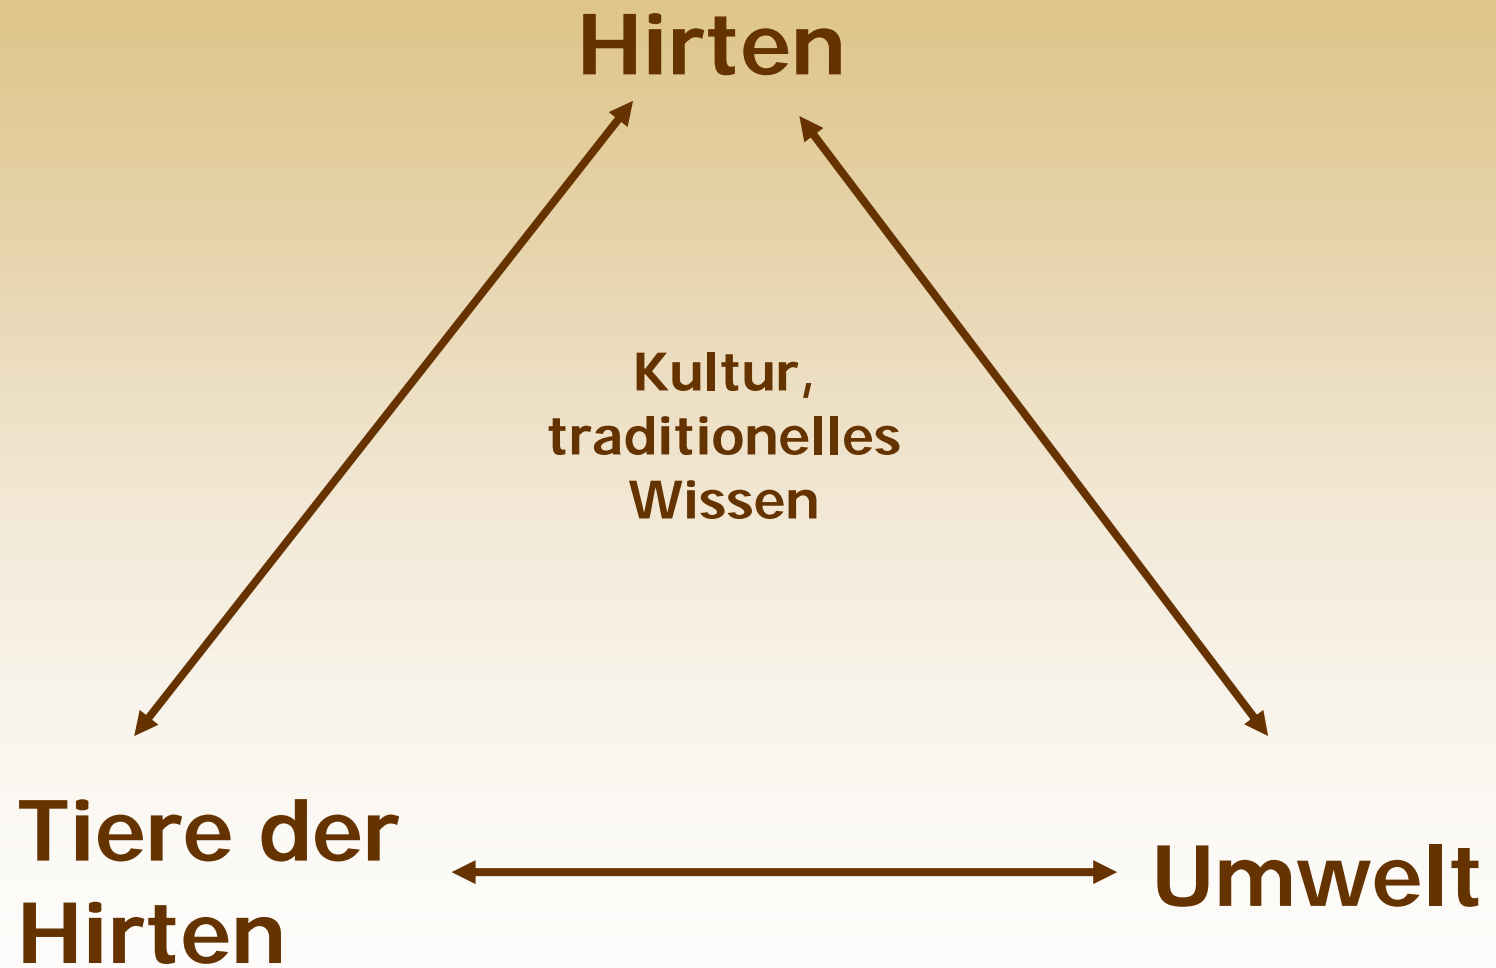 Hirten
Kultur,
traditionelles
Wissen
Tiere der
Hirten
Umwelt